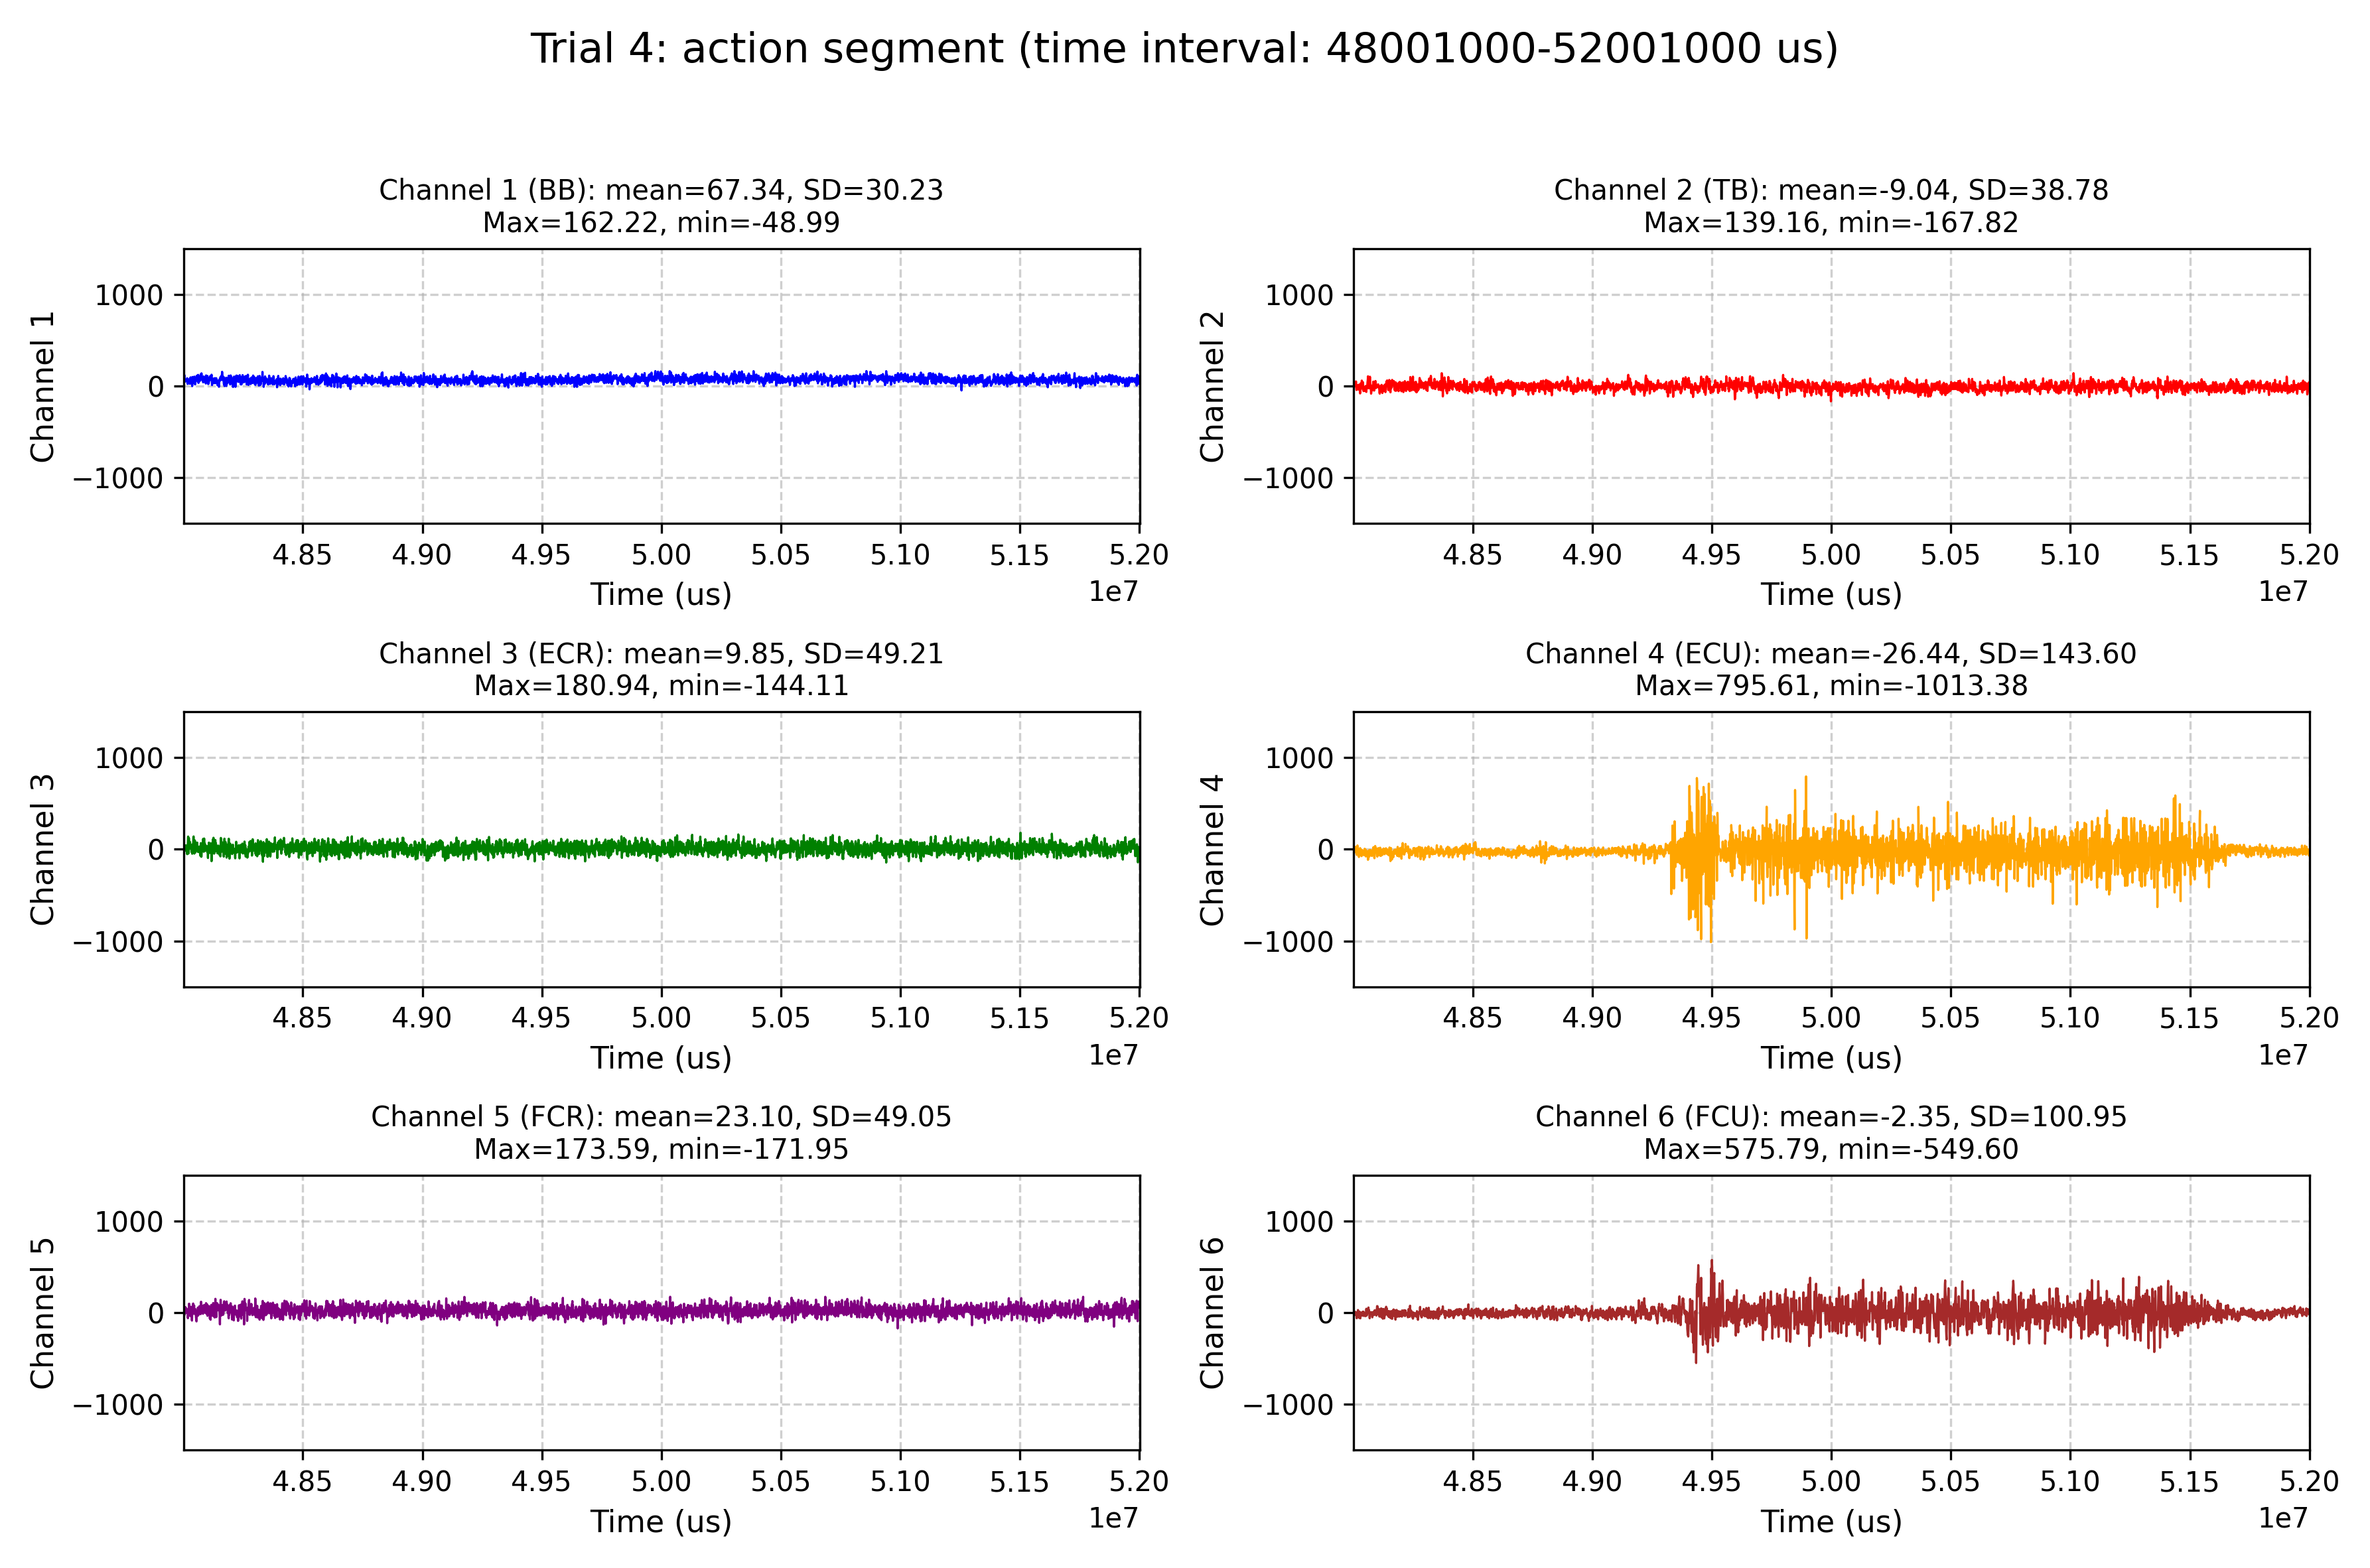 Trial 4: action segment (time interval: 48001000-52001000 us)
Channel 1 (BB): mean=67.34, SD=30.23
Max=162.22, min=-48.99
Channel 1
1000
0
−1000
4.85 4.90 4.95 5.00 5.05 5.10 5.15 5.20
Time (us)
1e7
Channel 2 (TB): mean=-9.04, SD=38.78
Max=139.16, min=-167.82
Channel 2
1000
0
−1000
4.85 4.90 4.95 5.00 5.05 5.10 5.15 5.20
Time (us)
1e7
Channel 3 (ECR): mean=9.85, SD=49.21
Max=180.94, min=-144.11
Channel 3
1000
0
−1000
4.85 4.90 4.95 5.00 5.05 5.10 5.15 5.20
Time (us)
1e7
Channel 4 (ECU): mean=-26.44, SD=143.60
Max=795.61, min=-1013.38
Channel 4
1000
0
−1000
4.85 4.90 4.95 5.00 5.05 5.10 5.15 5.20
Time (us)
1e7
Channel 5 (FCR): mean=23.10, SD=49.05
Max=173.59, min=-171.95
Channel 5
1000
0
−1000
4.85 4.90 4.95 5.00 5.05 5.10 5.15 5.20
Time (us)
1e7
Channel 6 (FCU): mean=-2.35, SD=100.95
Max=575.79, min=-549.60
Channel 6
1000
0
−1000
4.85 4.90 4.95 5.00 5.05 5.10 5.15 5.20
Time (us)
1e7